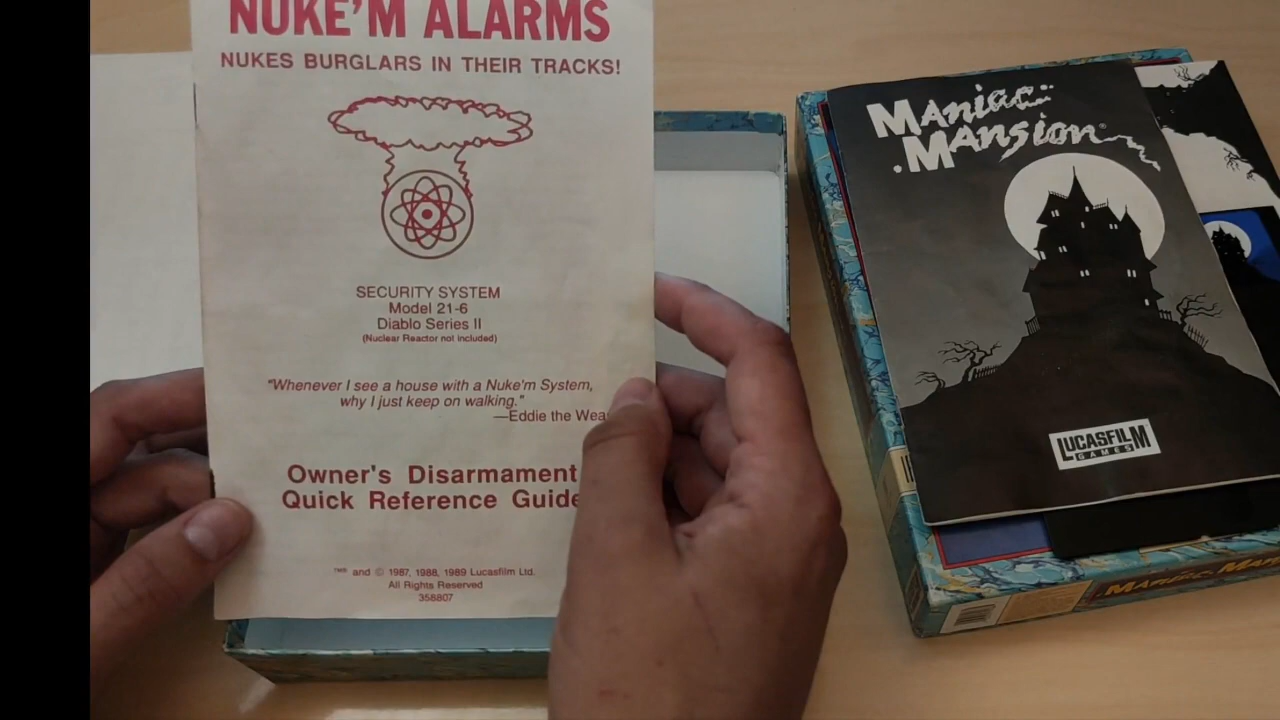 NUKE'M ALARMS
NUKES BURGLARS IN THEIR TRACKS!
SECURITY SYSTEM
Model 21-6
Diablo Series II
(Nuclear Reactor not included)
"Whenever I see a house with a Nuke'm System,
why I just keep on walking."
—Eddie the
Owner's Disarmament
Quick Reference Guide
™ and © 1987, 1988, 1989 Lucasfilm Ltd.
All Rights Reserved
358807
Maniac
Mansion®
LUCASFILM
GAMES
MANIAC